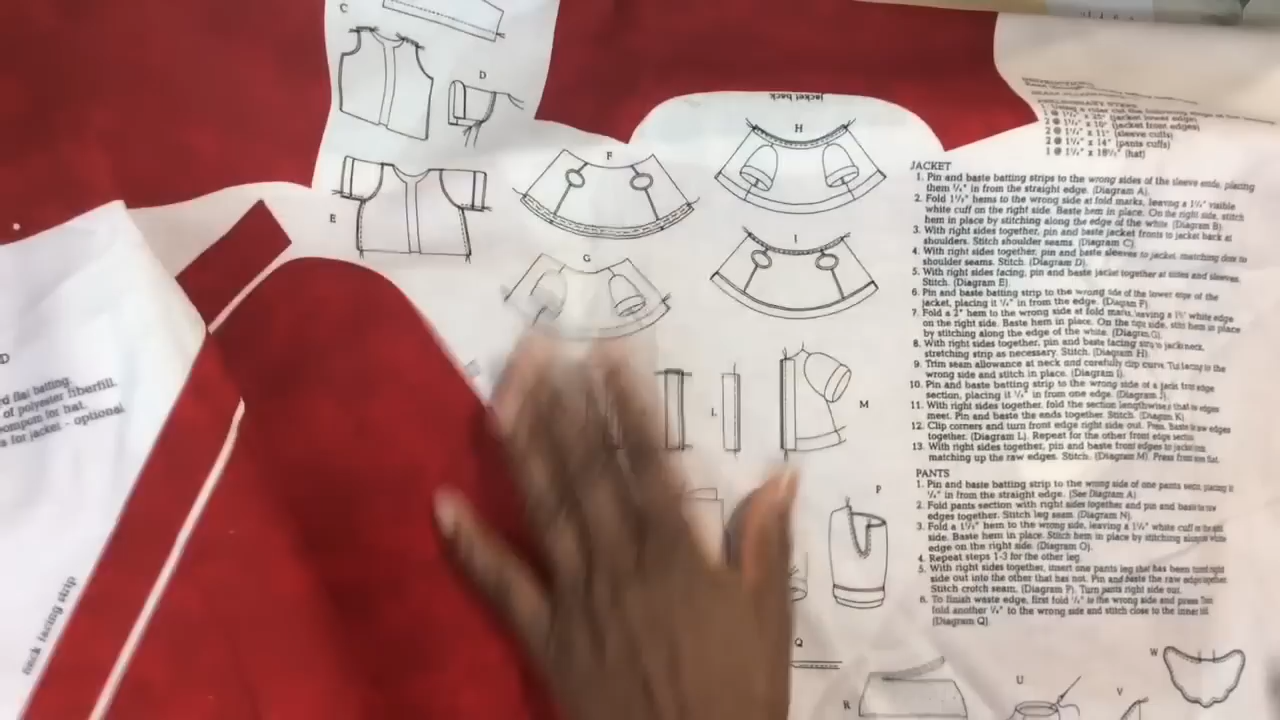 C
D
E
F
G
H
I
L
M
P
Q
R
U
V
W
jacket back
D
flat batting
of polyester fiberfill.
for hat.
for jacket - optional
neck facing strip
(jacket lower edge)
(jacket front edges)
2 @ 1¼" x 11" (sleeve cuffs)
2 @ 1¼" x 14" (pants cuffs)
(hat)
JACKET
1. Pin and baste batting strips to the wrong sides of the sleeve ends, placing
them ¼" in from the straight edge. (Diagram A).
2. Fold 1½" hems to the wrong side at fold marks, leaving a visible
white cuff on the right side. Baste hem in place. On the right side, stitch
hem in place by stitching along the edge of the white (Diagram B).
3. With right sides together, pin and baste jacket fronts to jacket back at
shoulders. Stitch shoulder seams. (Diagram C).
4. With right sides together, pin and baste sleeves to jacket, matching to
shoulder seams. Stitch. (Diagram D).
5. With right sides facing, pin and baste jacket together at sides and sleeves.
Stitch. (Diagram E).
6. Pin and baste batting strip to the wrong side of the lower edge of the
jacket, placing it ¼" in from the edge. (Diagram F).
7. Fold a 2" hem to the wrong side at fold marks, leaving a white edge
on the right side. Baste hem in place. On the right side, stitch hem in place
by stitching along the edge of the white. (Diagram G).
8. With right sides together, pin and baste facing strip to jacket neck,
stretching strip as necessary. Stitch. (Diagram H).
9. Trim seam allowance at neck and carefully clip curve. Turn facing to the
wrong side and stitch in place. (Diagram I).
10. Pin and baste batting strip to the wrong side of a jacket front edge
section, placing it ¼" in from one edge. (Diagram J).
11. With right sides together, fold the section lengthwise so that edges
meet. Pin and baste the ends together. Stitch. (Diagram K).
12. Clip corners and turn front edge right side out. Press, baste raw edges
together. (Diagram L). Repeat for the other front edge section.
13. With right sides together, pin and baste front edges to jacket,
matching up the raw edges. Stitch. (Diagram M). Press front seam flat.
PANTS
1. Pin and baste batting strip to the wrong side of one pants section, placing it
¼" in from the straight edge. (See Diagram A).
2. Fold pants section with right sides together and pin and baste raw
edges together. Stitch leg seam. (Diagram N).
3. Fold a 1½" hem to the wrong side, leaving a white cuff on the right
side. Baste hem in place. Stitch hem in place by stitching along white
edge on the right side. (Diagram O).
4. Repeat steps 1-3 for the other leg.
5. With right sides together, insert one pants leg that has been turned right
side out into the other that has not. Pin and baste the raw edges together.
Stitch crotch seam. (Diagram P). Turn pants right side out.
6. To finish waste edge, first fold ¼" to the wrong side and press. Then
fold another ¼" to the wrong side and stitch close to the inner
(Diagram Q).